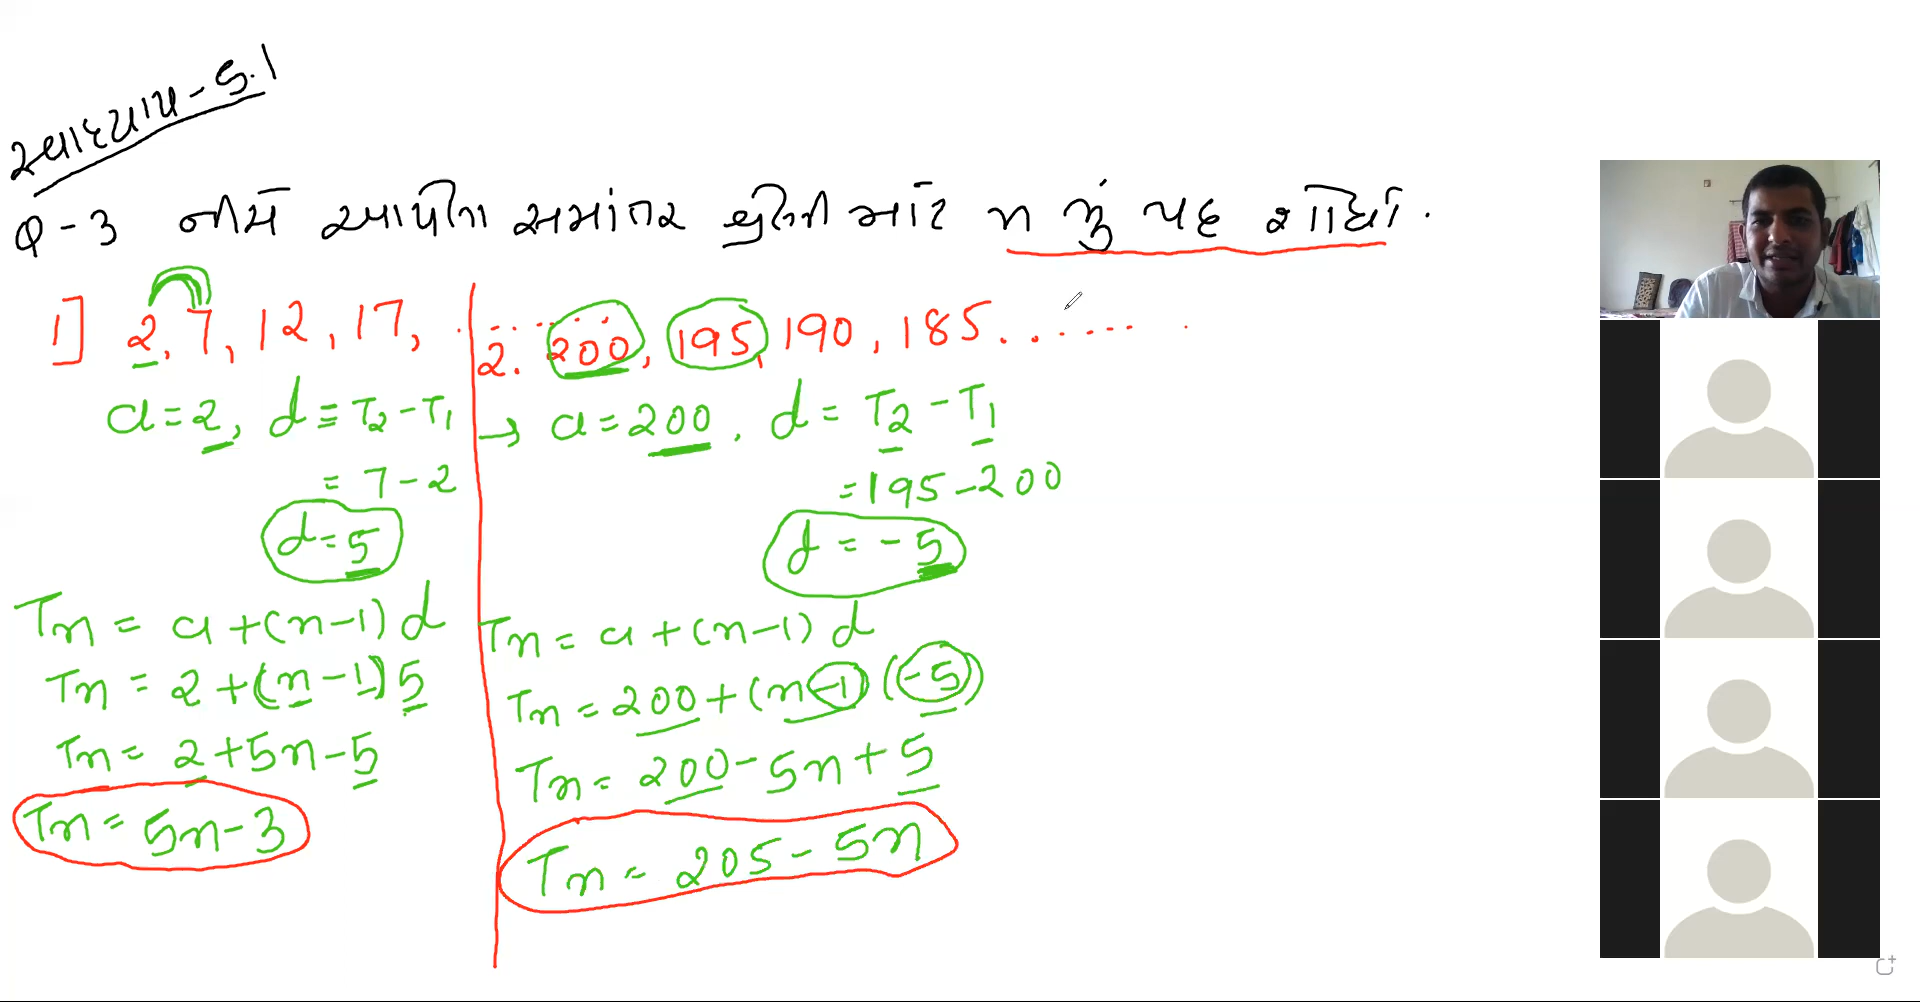 સ્વાધ્યાય-5.1
Q-3 નીચે આપેલા સમાંતર શ્રેણી માટે n મું પદ શોધો.
1] 2, 7, 12, 17, ........
a = 2, d = T2 - T1
= 7 - 2
d = 5
Tn = a + (n-1) d
Tn = 2 + (n-1) 5
Tn = 2 + 5n - 5
Tn = 5n - 3
2. 200, 195, 190, 185.......
→ a = 200. d = T2 - T1
= 195 - 200
d = -5
Tn = a + (n-1) d
Tn = 200 + (n-1) (-5)
Tn = 200 - 5n + 5
Tn = 205 - 5n